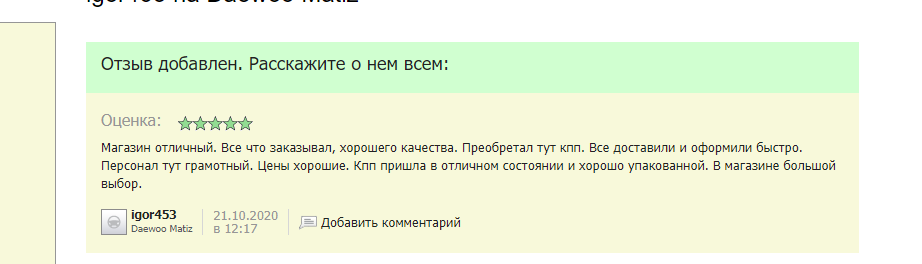 igor453 на Daewoo Matiz
Отзыв добавлен. Расскажите о нем всем:
Оценка:
Магазин отличный. Все что заказывал, хорошего качества. Преобретал тут кпп. Все доставили и оформили быстро.
Персонал тут грамотный. Цены хорошие. Кпп пришла в отличном состоянии и хорошо упакованной. В магазине большой
выбор.
igor453
Daewoo Matiz
21.10.2020
в 12:17
Добавить комментарий